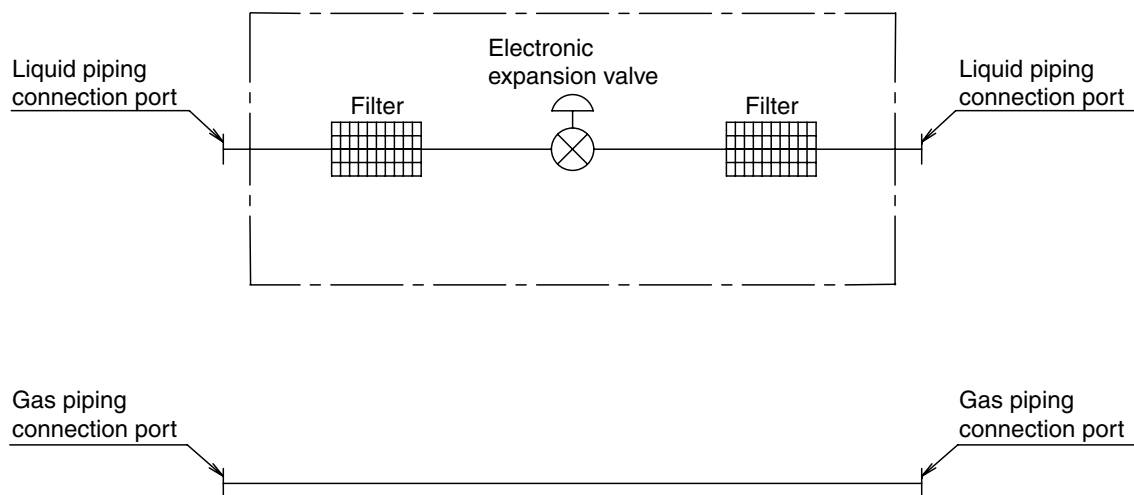 Electronic
expansion valve
Liquid piping
connection port
Liquid piping
connection port
Filter
Filter
Gas piping
connection port
Gas piping
connection port